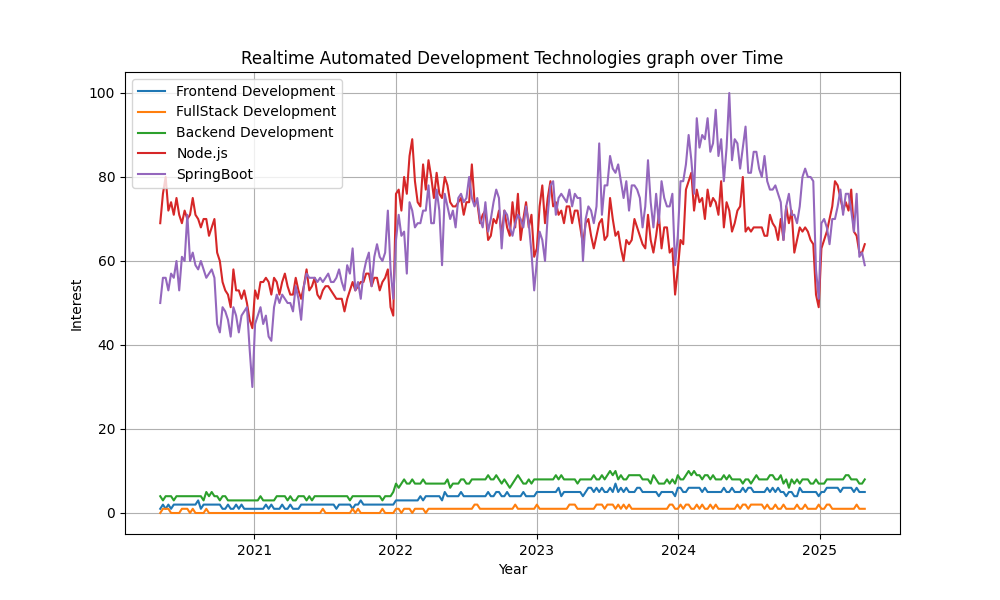 Realtime Automated Development Technologies graph over Time
Frontend Development
FullStack Development
Backend Development
Node.js
SpringBoot
100
80
60
40
20
0
Interest
2021
2022
2023
2024
2025
Year